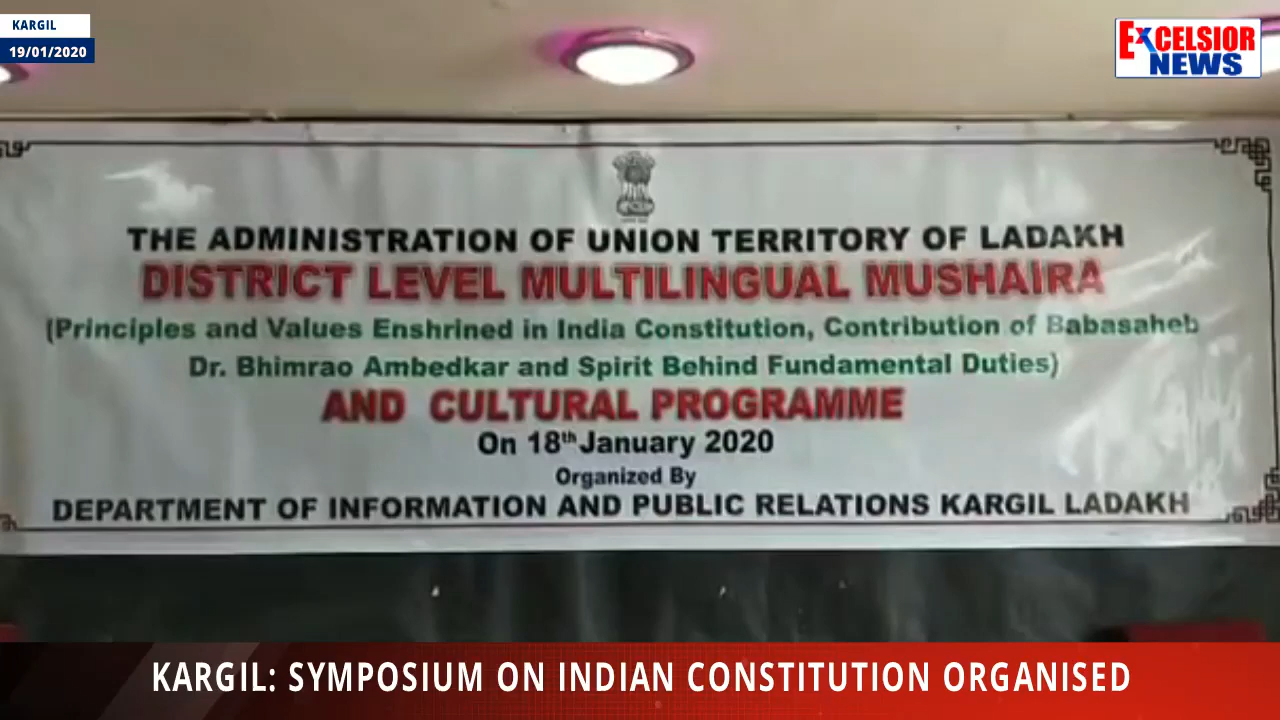 KARGIL
19/01/2020
EXCELSIOR
NEWS
THE ADMINISTRATION OF UNION TERRITORY OF LADAKH
DISTRICT LEVEL MULTILINGUAL MUSHAIRA
(Principles and Values Enshrined in India Constitution, Contribution of Babasaheb
Dr. Bhimrao Ambedkar and Spirit Behind Fundamental Duties)
AND CULTURAL PROGRAMME
On 18th January 2020
Organized By
DEPARTMENT OF INFORMATION AND PUBLIC RELATIONS KARGIL LADAKH
KARGIL: SYMPOSIUM ON INDIAN CONSTITUTION ORGANISED